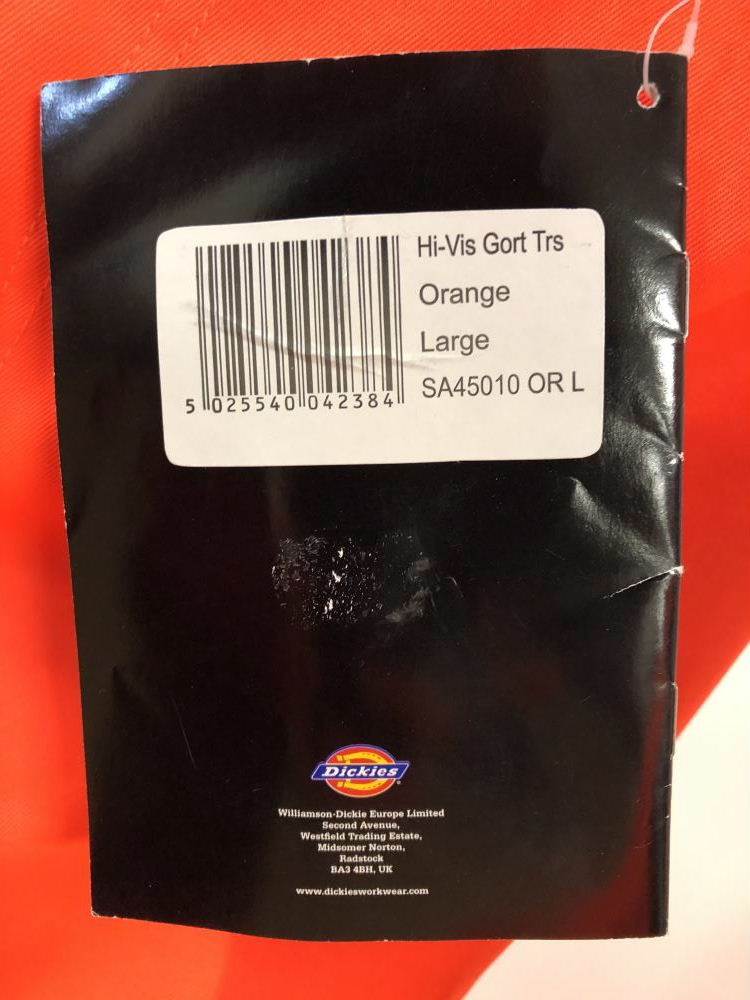 Hi-Vis Gort Trs
Orange
Large
SA45010 OR L
5 025540 042384
Dickies
Williamson-Dickie Europe Limited
Second Avenue,
Westfield Trading Estate,
Midsomer Norton,
Radstock
BA3 4BH, UK
www.dickiesworkwear.com